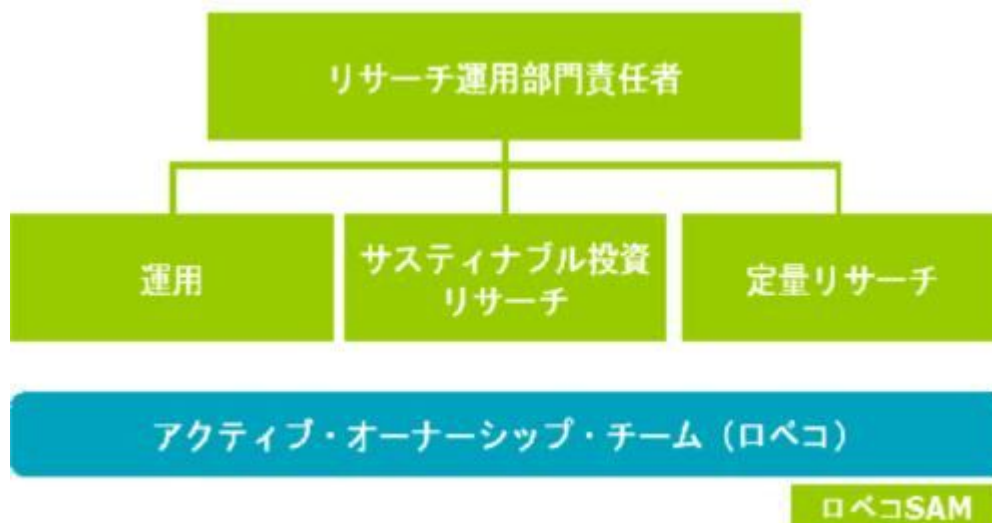 リサーチ運用部門責任者
運用
サスティナブル投資
リサーチ
定量リサーチ
アクティブ・オーナーシップ・チーム（ロベコ）
ロベコSAM